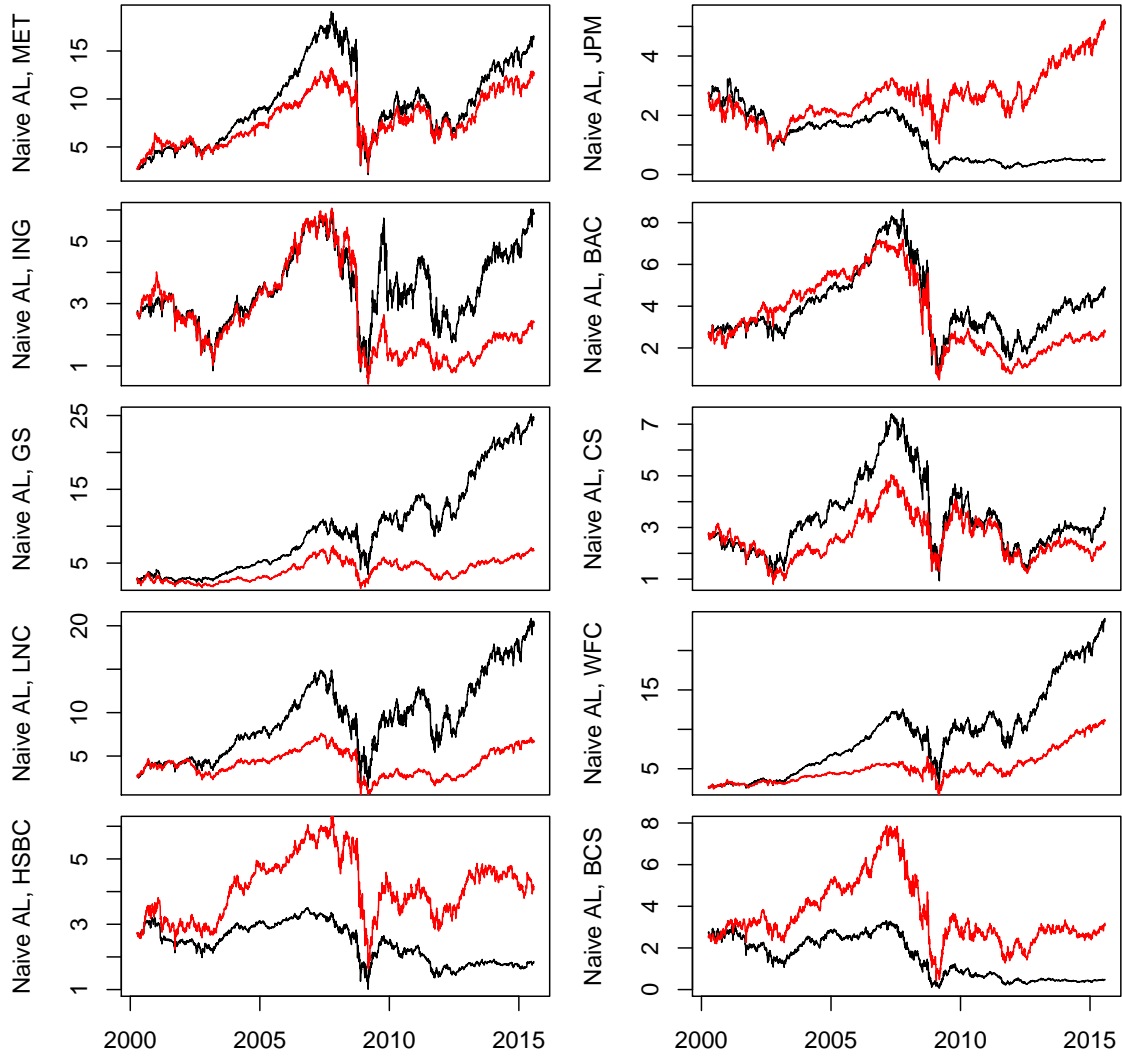 Naive AL, MET
5
10
15
Naive AL, JPM
0
2
4
Naive AL, ING
1
3
5
Naive AL, BAC
2
4
6
8
Naive AL, GS
5
15
25
Naive AL, CS
1
3
5
7
Naive AL, LNC
5
10
20
Naive AL, WFC
5
15
Naive AL, HSBC
1
3
5
Naive AL, BCS
0
2
4
6
8
2000 2005 2010 2015
2000 2005 2010 2015